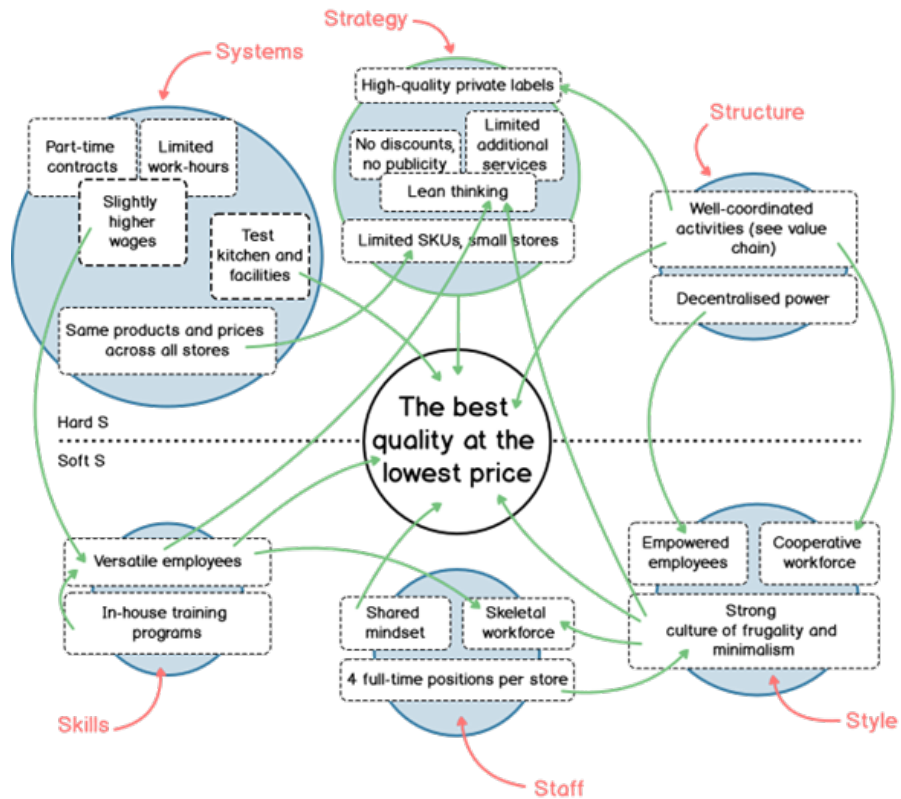 Strategy
Systems
Structure
High-quality private labels
No discounts,
no publicity
Limited
additional
services
Lean thinking
Limited SKUs, small stores
Part-time
contracts
Limited
work-hours
Slightly
higher
wages
Test
kitchen and
facilities
Same products and prices
across all stores
Well-coordinated
activities (see value
chain)
Decentralised power
The best
quality at the
lowest price
Hard S
Soft S
Versatile employees
In-house training
programs
Shared
mindset
Skeletal
workforce
4 full-time positions per store
Empowered
employees
Cooperative
workforce
Strong
culture of frugality and
minimalism
Skills
Staff
Style